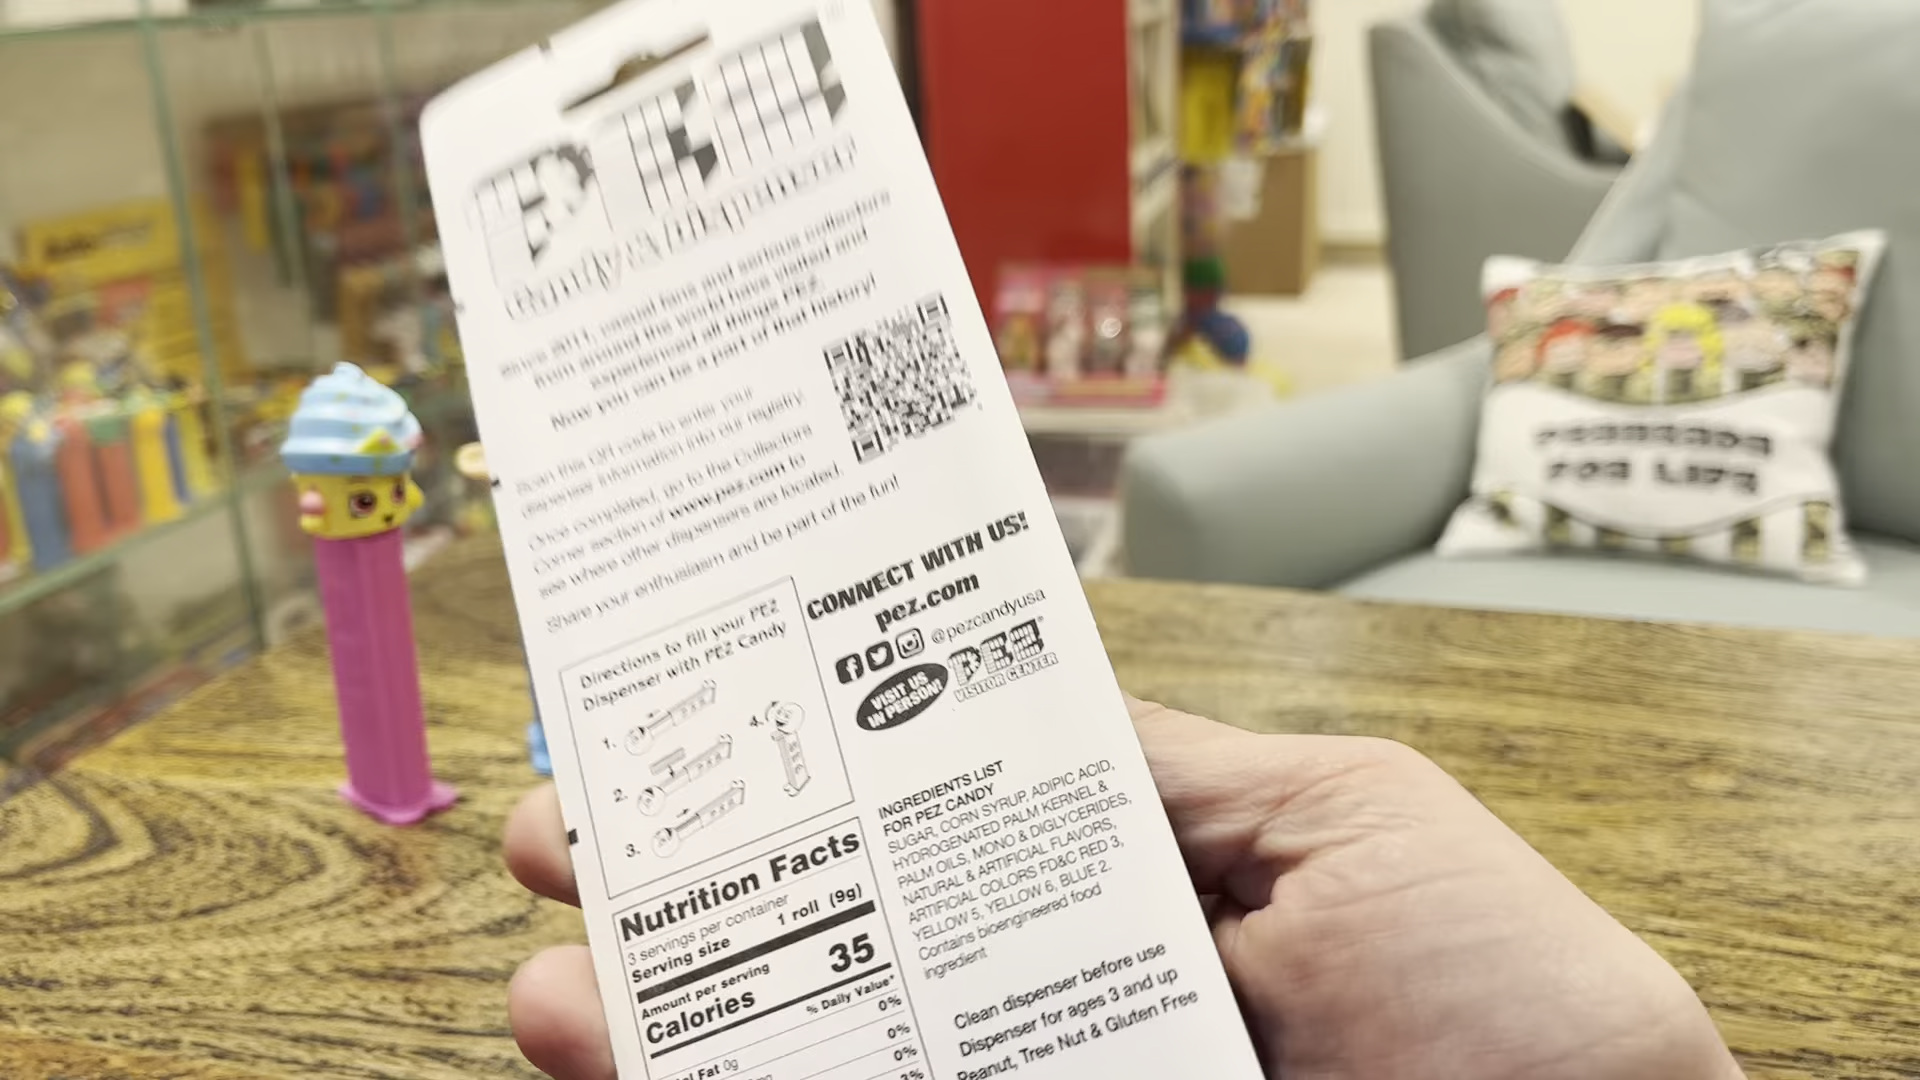 PEZ
Since 2011, casual fans and serious collectors
from around the world have visited and
experienced all things PEZ.
Now you can be a part of that history!
Scan this QR code to enter your
dispenser information into our registry.
Once completed, go to the Collectors
Corner section of www.pez.com to
see where other dispensers are located.
Share your enthusiasm and be part of the fun!
Directions to fill your PEZ
Dispenser with PEZ Candy
1.
2.
3.
4.
CONNECT WITH US!
pez.com
@pezcandyusa
VISIT US
IN PERSON!
PEZ
VISITOR CENTER
Nutrition Facts
3 servings per container
Serving size 1 roll (9g)
Amount per serving
Calories 35
% Daily Value*
Fat 0g 0%
0%
0%
INGREDIENTS LIST
FOR PEZ CANDY
SUGAR, CORN SYRUP, ADIPIC ACID,
HYDROGENATED PALM KERNEL &
PALM OILS, MONO & DIGLYCERIDES,
NATURAL & ARTIFICIAL FLAVORS,
ARTIFICIAL COLORS FD&C RED 3,
YELLOW 5, YELLOW 6, BLUE 2.
Contains bioengineered food
ingredient
Clean dispenser before use
Dispenser for ages 3 and up
Peanut, Tree Nut & Gluten Free
FOR LIFE